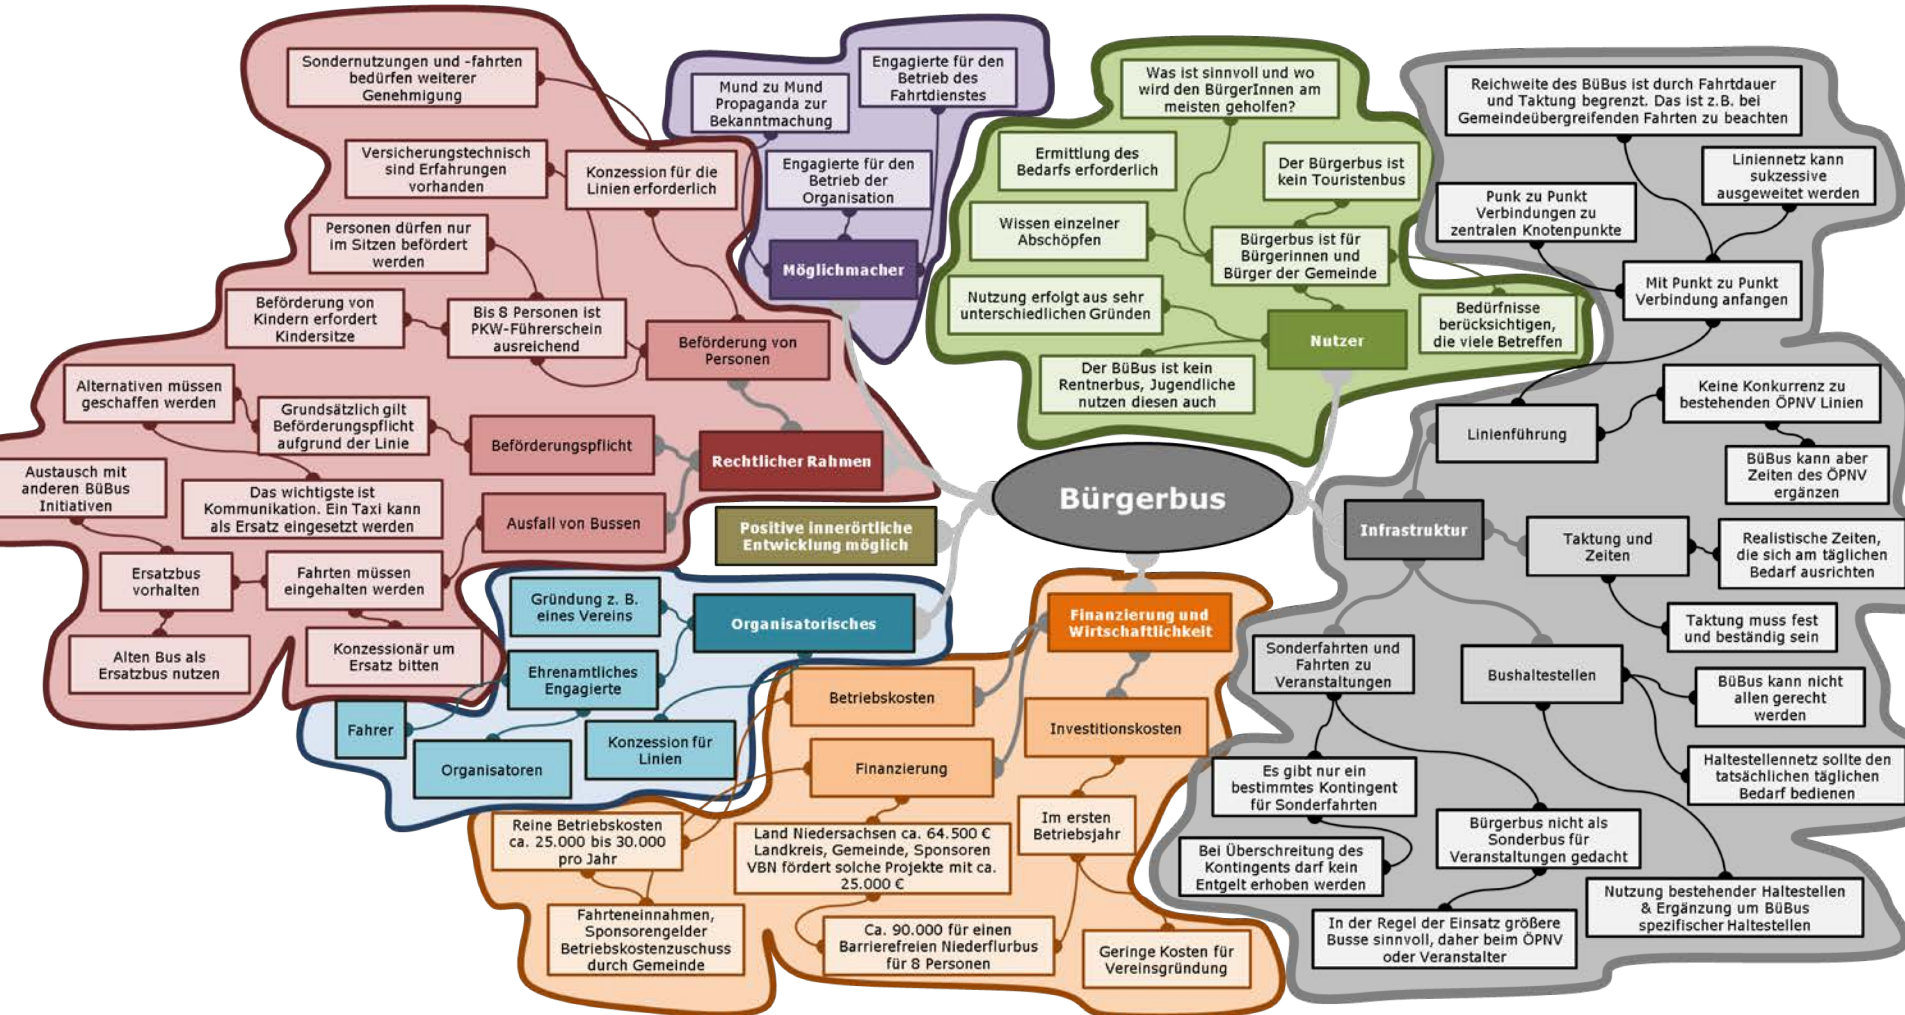 Sondernutzungen und -fahrten
bedürfen weiterer
Genehmigung
Versicherungstechnisch
sind Erfahrungen
vorhanden
Konzession für die
Linien erforderlich
Personen dürfen nur
im Sitzen befördert
werden
Beförderung von
Kindern erfordert
Kindersitze
Bis 8 Personen ist
PKW-Führerschein
ausreichend
Beförderung von
Personen
Alternativen müssen
geschaffen werden
Grundsätzlich gilt
Beförderungspflicht
aufgrund der Linie
Beförderungspflicht
Rechtlicher Rahmen
Austausch mit
anderen BüBus
Initiativen
Das wichtigste ist
Kommunikation. Ein Taxi kann
als Ersatz eingesetzt werden
Ausfall von Bussen
Ersatzbus
vorhalten
Fahrten müssen
eingehalten werden
Alten Bus als
Ersatzbus nutzen
Konzessionär um
Ersatz bitten
Mund zu Mund
Propaganda zur
Bekanntmachung
Engagierte für den
Betrieb des
Fahrtdienstes
Engagierte für den
Betrieb der
Organisation
Möglichmacher
Was ist sinnvoll und wo
wird den BürgerInnen am
meisten geholfen?
Ermittlung des
Bedarfs erforderlich
Der Bürgerbus ist
kein Touristenbus
Wissen einzelner
Abschöpfen
Bürgerbus ist für
Bürgerinnen und
Bürger der Gemeinde
Nutzung erfolgt aus sehr
unterschiedlichen Gründen
Bedürfnisse
berücksichtigen,
die viele Betreffen
Nutzer
Der BüBus ist kein
Rentnerbus, Jugendliche
nutzen diesen auch
Bürgerbus
Positive innerörtliche
Entwicklung möglich
Reichweite des BüBus ist durch Fahrtdauer
und Taktung begrenzt. Das ist z.B. bei
Gemeindeübergreifenden Fahrten zu beachten
Liniennetz kann
sukzessive
ausgeweitet werden
Punk zu Punkt
Verbindungen zu
zentralen Knotenpunkte
Mit Punkt zu Punkt
Verbindung anfangen
Keine Konkurrenz zu
bestehenden ÖPNV Linien
Linienführung
BüBus kann aber
Zeiten des ÖPNV
ergänzen
Infrastruktur
Taktung und
Zeiten
Realistische Zeiten,
die sich am täglichen
Bedarf ausrichten
Taktung muss fest
und beständig sein
Sonderfahrten und
Fahrten zu
Veranstaltungen
Bushaltestellen
BüBus kann nicht
allen gerecht
werden
Haltestellennetz sollte den
tatsächlichen täglichen
Bedarf bedienen
Es gibt nur ein
bestimmtes Kontingent
für Sonderfahrten
Bürgerbus nicht als
Sonderbus für
Veranstaltungen gedacht
Bei Überschreitung des
Kontingents darf kein
Entgelt erhoben werden
Nutzung bestehender Haltestellen
& Ergänzung um BüBus
spezifischer Haltestellen
In der Regel der Einsatz größere
Busse sinnvoll, daher beim ÖPNV
oder Veranstalter
Gründung z. B.
eines Vereins
Organisatorisches
Ehrenamtliches
Engagierte
Fahrer
Organisatoren
Konzession für
Linien
Finanzierung und
Wirtschaftlichkeit
Betriebskosten
Investitionskosten
Finanzierung
Reine Betriebskosten
ca. 25.000 bis 30.000
pro Jahr
Land Niedersachsen ca. 64.500 €
Landkreis, Gemeinde, Sponsoren
VBN fördert solche Projekte mit ca.
25.000 €
Im ersten
Betriebsjahr
Fahrteneinnahmen,
Sponsorengelder
Betriebskostenzuschuss
durch Gemeinde
Ca. 90.000 für einen
Barrierefreien Niederflurbus
für 8 Personen
Geringe Kosten für
Vereinsgründung